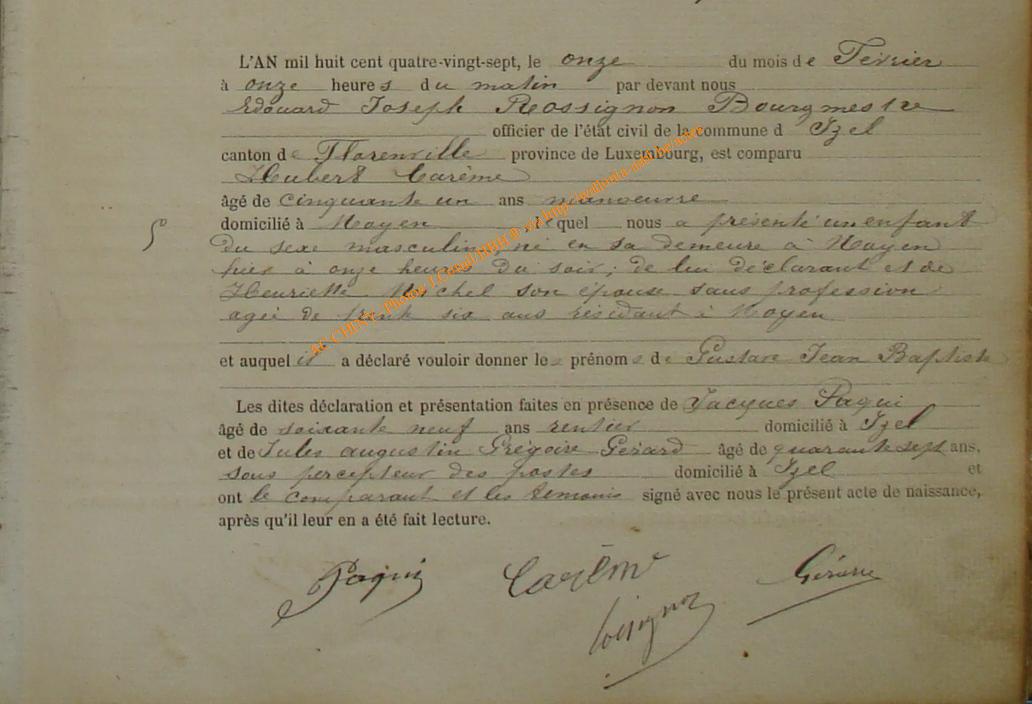 L'AN mil huit cent quatre-vingt-sept, le onze du mois de Février
à onze heures du matin par devant nous
Edouard Joseph Rossignon Bourgmestre
officier de l'état civil de la commune d Izel
canton de Florenville province de Luxembourg, est comparu
Hubert Carême
âgé de cinquante un ans manoeuvre
domicilié à Moyen lequel nous a présenté un enfant
du sexe masculin, né en sa demeure à Moyen
hier à onze heures du soir, de lui déclarant et de
Henriette Michel son épouse sans profession
agée de trente six ans résidant à Moyen
et auquel il a déclaré vouloir donner les prénoms de Gustave Jean Baptiste
Les dites déclaration et présentation faites en présence de Jacques Paqui
âgé de soixante neuf ans rentier domicilié à Izel
et de Jules augustin Grégoire Gérard âgé de quarante sept ans,
sous percepteur des postes domicilié à Izel et
ont le comparant et les temoins signé avec nous le présent acte de naissance,
après qu'il leur en a été fait lecture.
Paqui Carême Gérard
Rossignon
AC CHINY - Photos